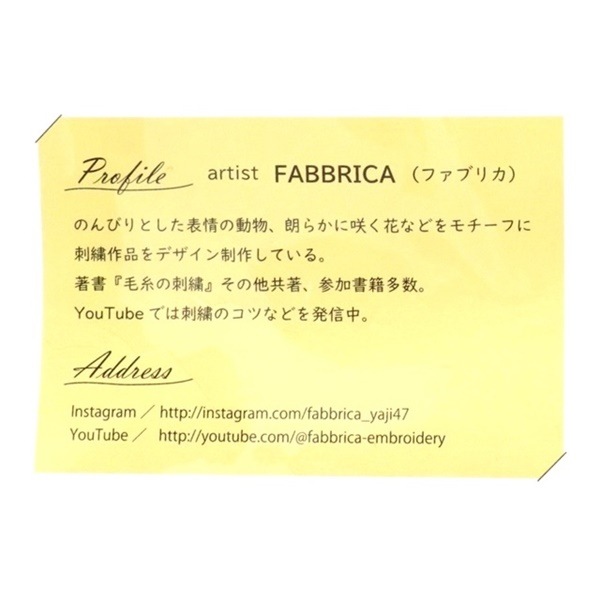 Profile artist FABBRICA（ファブリカ）
のんびりとした表情の動物、朗らかに咲く花などをモチーフに
刺繍作品をデザイン制作している。
著書『毛糸の刺繍』その他共著、参加書籍多数。
YouTubeでは刺繍のコツなどを発信中。
Address
Instagram／http://instagram.com/fabbrica_yaji47
YouTube／ http://youtube.com/@fabbrica-embroidery